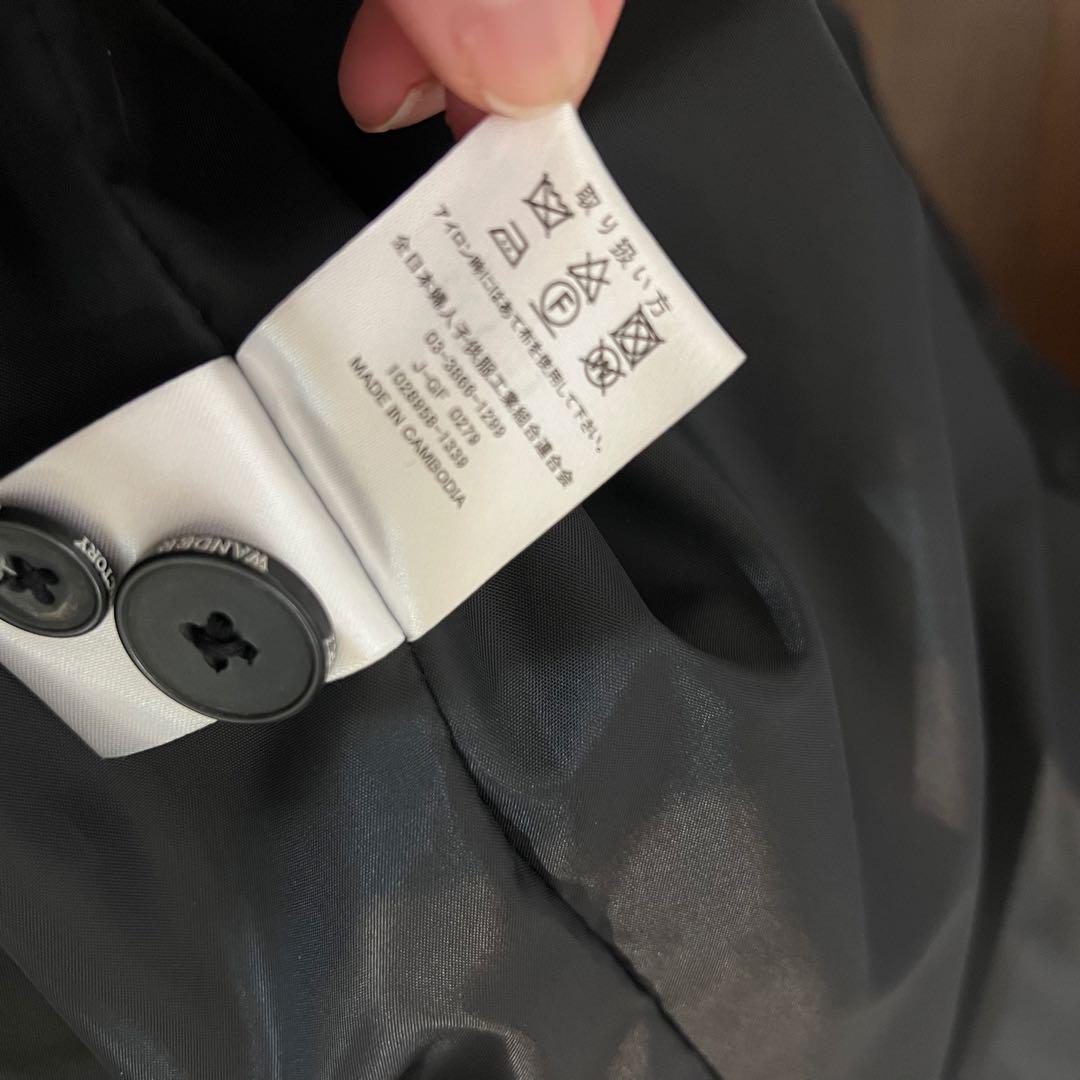 取り扱い方
F
W
アイロン時にはあて布を使用して下さい。
全日本婦人子供服工業組合連合会
03-3866-1299
J-GF 0279
1028958-1339
MADE IN CAMBODIA
WANDER
TORY